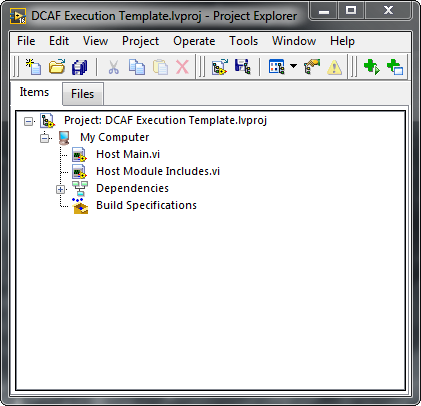 DCAF Execution Template.lvproj - Project Explorer
File Edit View Project Operate Tools Window Help
Items Files
Project: DCAF Execution Template.lvproj
My Computer
Host Main.vi
Host Module Includes.vi
Dependencies
Build Specifications